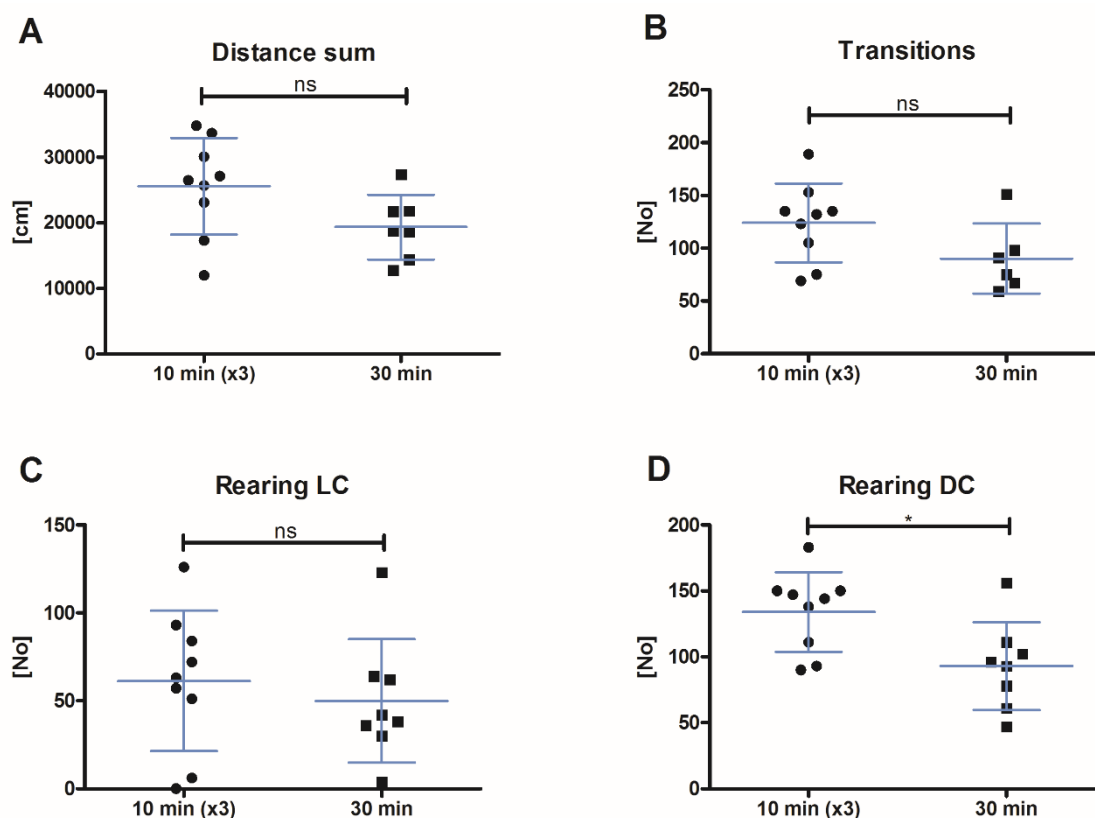 A
Distance sum
ns
40000
30000
20000
10000
0
[cm]
10 min (x3)
30 min
B
Transitions
ns
250
200
150
100
50
0
[No]
10 min (x3)
30 min
C
Rearing LC
ns
150
100
50
0
[No]
10 min (x3)
30 min
D
Rearing DC
*
200
150
100
50
0
[No]
10 min (x3)
30 min